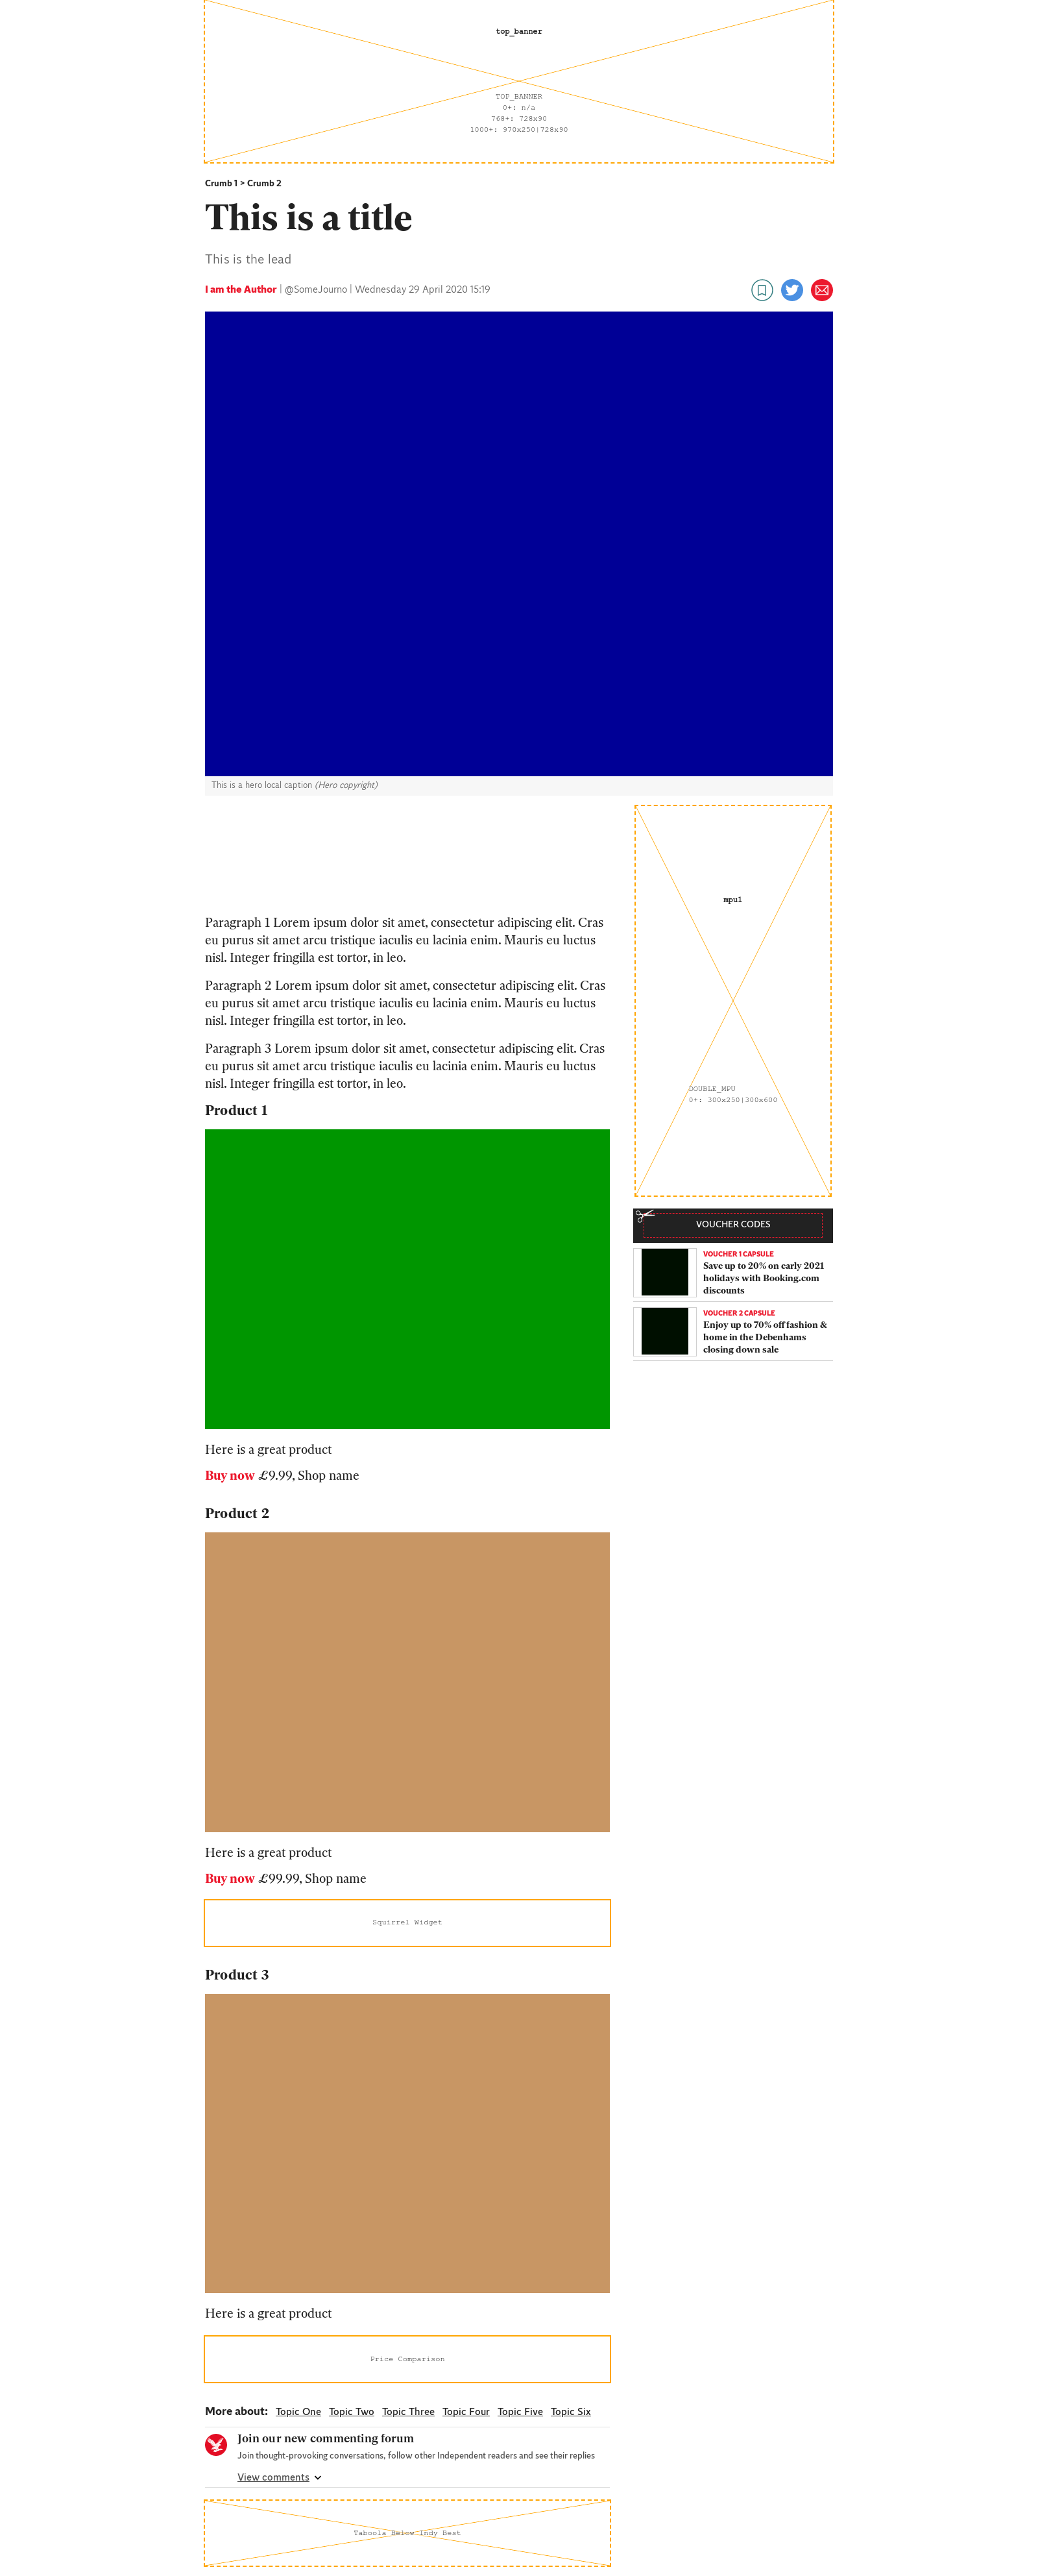 top_banner
TOP_BANNER
0+: n/a
768+: 728x90
1000+: 970x250|728x90
Crumb 1 > Crumb 2
This is a title
This is the lead
I am the Author | @SomeJourno | Wednesday 29 April 2020 15:19
This is a hero local caption (Hero copyright)
Paragraph 1 Lorem ipsum dolor sit amet, consectetur adipiscing elit. Cras
eu purus sit amet arcu tristique iaculis eu lacinia enim. Mauris eu luctus
nisl. Integer fringilla est tortor, in leo.
Paragraph 2 Lorem ipsum dolor sit amet, consectetur adipiscing elit. Cras
eu purus sit amet arcu tristique iaculis eu lacinia enim. Mauris eu luctus
nisl. Integer fringilla est tortor, in leo.
Paragraph 3 Lorem ipsum dolor sit amet, consectetur adipiscing elit. Cras
eu purus sit amet arcu tristique iaculis eu lacinia enim. Mauris eu luctus
nisl. Integer fringilla est tortor, in leo.
Product 1
Here is a great product
Buy now £9.99, Shop name
Product 2
Here is a great product
Buy now £99.99, Shop name
Squirrel Widget
Product 3
Here is a great product
Price Comparison
More about: Topic One Topic Two Topic Three Topic Four Topic Five Topic Six
Join our new commenting forum
Join thought-provoking conversations, follow other Independent readers and see their replies
View comments
Taboola Below Indy Best
mpu1
DOUBLE_MPU
0+: 300x250|300x600
VOUCHER CODES
VOUCHER 1 CAPSULE
Save up to 20% on early 2021
holidays with Booking.com
discounts
VOUCHER 2 CAPSULE
Enjoy up to 70% off fashion &
home in the Debenhams
closing down sale